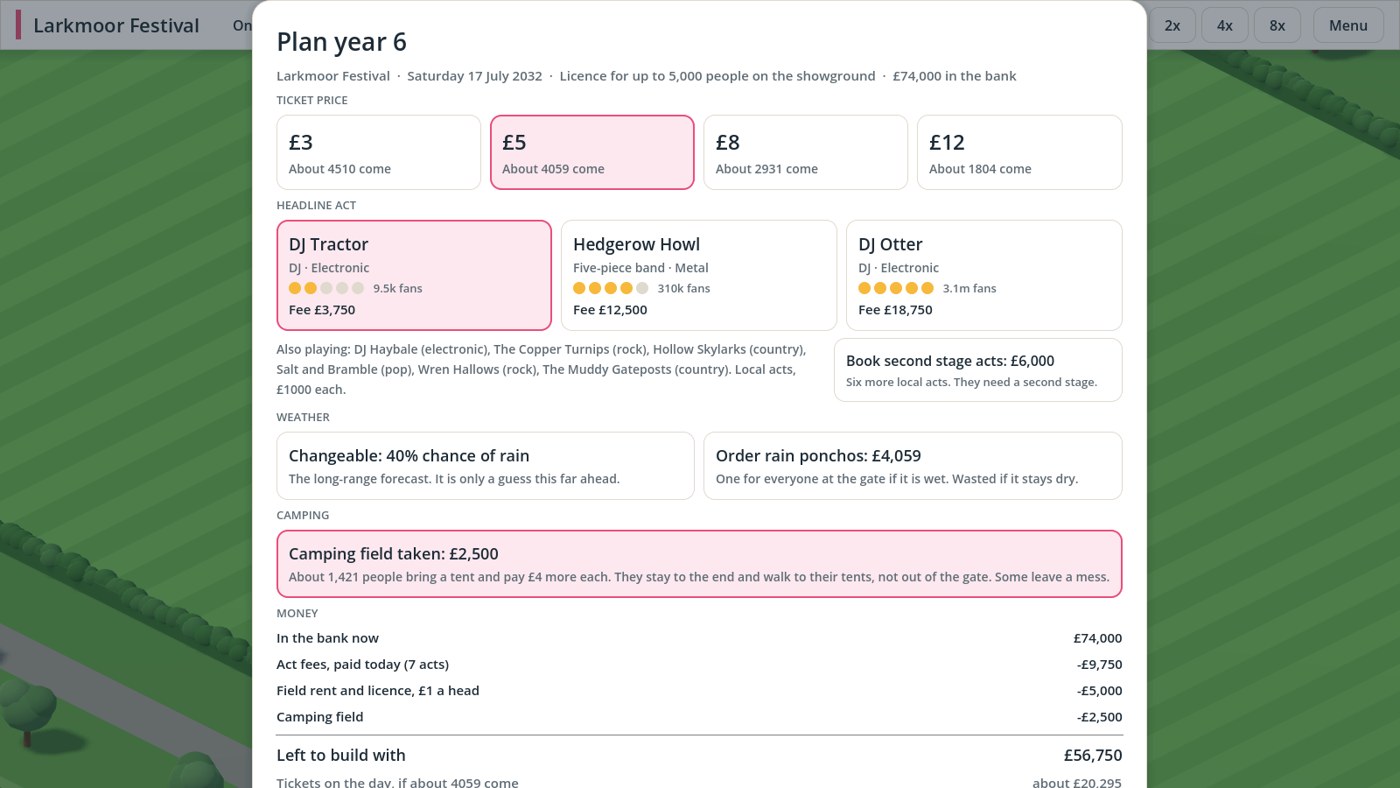 Larkmoor Festival
On
2x
4x
8x
Menu
Plan year 6
Larkmoor Festival · Saturday 17 July 2032 · Licence for up to 5,000 people on the showground · £74,000 in the bank
TICKET PRICE
£3
About 4510 come
£5
About 4059 come
£8
About 2931 come
£12
About 1804 come
HEADLINE ACT
DJ Tractor
DJ · Electronic
9.5k fans
Fee £3,750
Hedgerow Howl
Five-piece band · Metal
310k fans
Fee £12,500
DJ Otter
DJ · Electronic
3.1m fans
Fee £18,750
Also playing: DJ Haybale (electronic), The Copper Turnips (rock), Hollow Skylarks (country),
Salt and Bramble (pop), Wren Hallows (rock), The Muddy Gateposts (country). Local acts,
£1000 each.
Book second stage acts: £6,000
Six more local acts. They need a second stage.
WEATHER
Changeable: 40% chance of rain
The long-range forecast. It is only a guess this far ahead.
Order rain ponchos: £4,059
One for everyone at the gate if it is wet. Wasted if it stays dry.
CAMPING
Camping field taken: £2,500
About 1,421 people bring a tent and pay £4 more each. They stay to the end and walk to their tents, not out of the gate. Some leave a mess.
MONEY
In the bank now £74,000
Act fees, paid today (7 acts) -£9,750
Field rent and licence, £1 a head -£5,000
Camping field -£2,500
Left to build with £56,750
Tickets on the day, if about 4059 come about £20,295